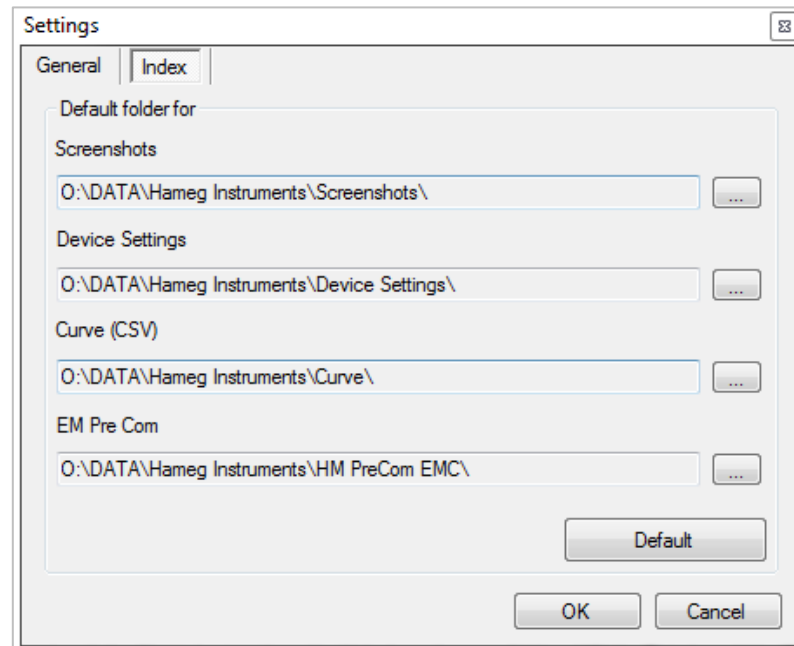 Settings
General Index
Default folder for
Screenshots
O:\DATA\Hameg Instruments\Screenshots\ ...
Device Settings
O:\DATA\Hameg Instruments\Device Settings\ ...
Curve (CSV)
O:\DATA\Hameg Instruments\Curve\ ...
EM Pre Com
O:\DATA\Hameg Instruments\HM PreCom EMC\ ...
Default
OK Cancel